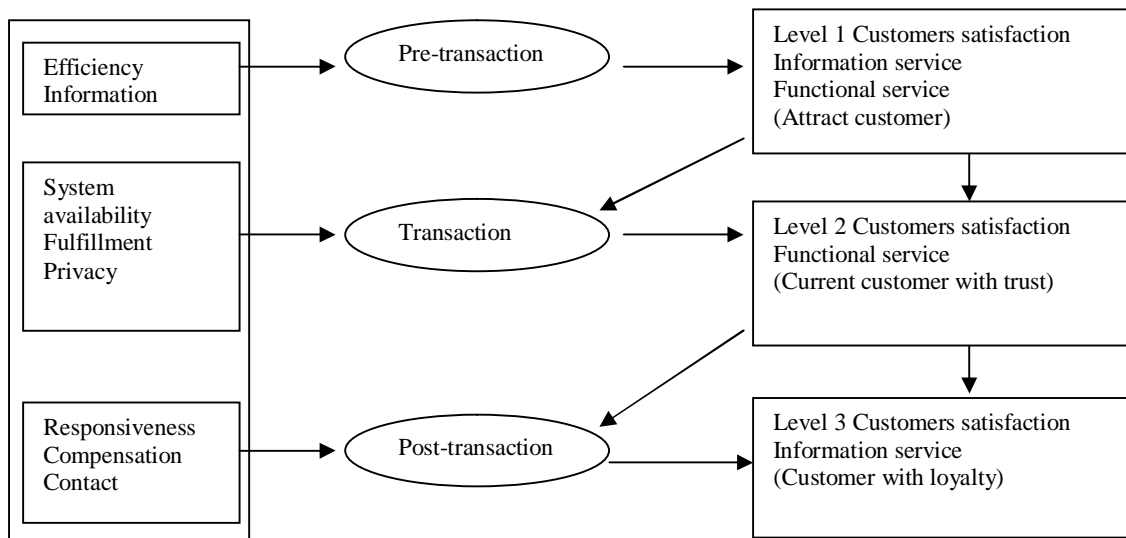 Efficiency
Information
Pre-transaction
Level 1 Customers satisfaction
Information service
Functional service
(Attract customer)
System
availability
Fulfillment
Privacy
Transaction
Level 2 Customers satisfaction
Functional service
(Current customer with trust)
Responsiveness
Compensation
Contact
Post-transaction
Level 3 Customers satisfaction
Information service
(Customer with loyalty)